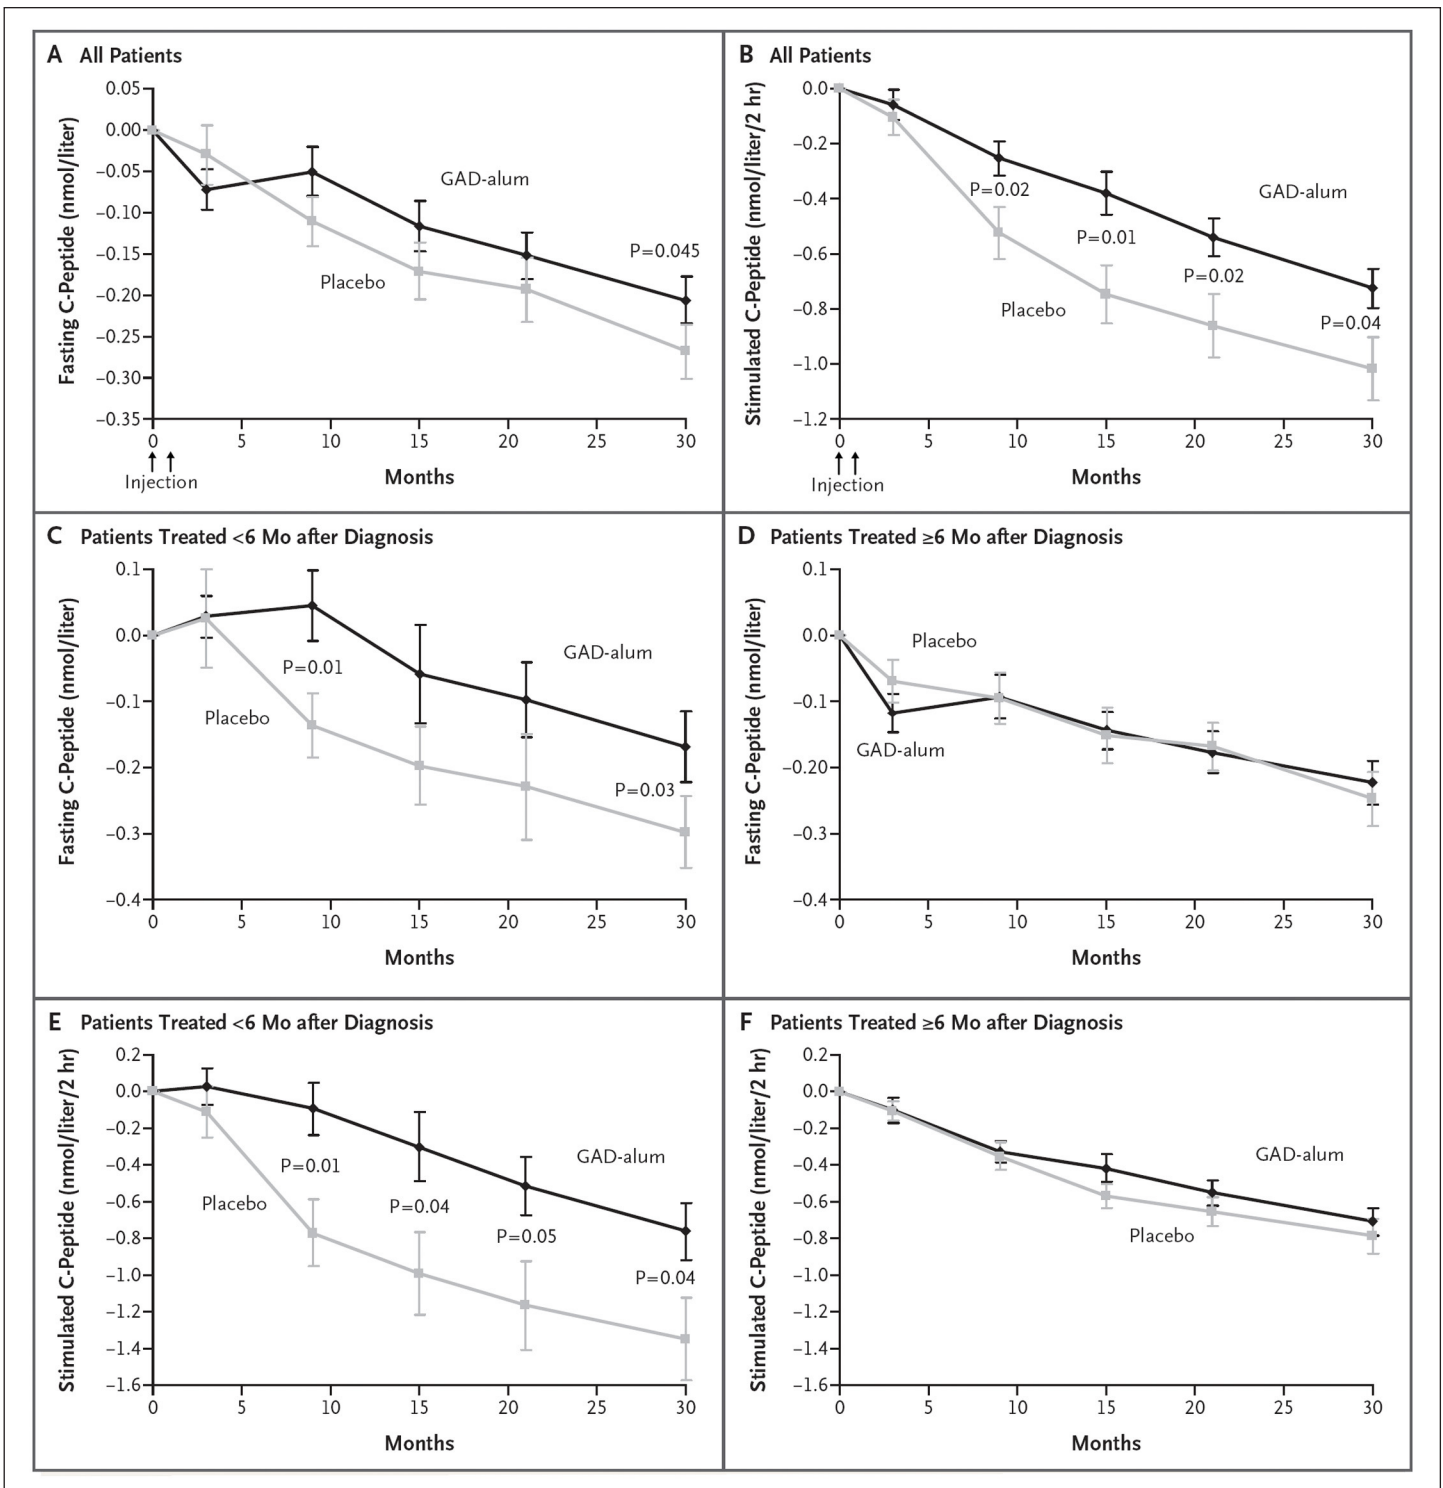 A All Patients
Fasting C-Peptide (nmol/liter)
0.05
0.00
–0.05
–0.10
–0.15
–0.20
–0.25
–0.30
–0.35
GAD-alum
P=0.045
Placebo
0 5 10 15 20 25 30
Injection
Months
B All Patients
Stimulated C-Peptide (nmol/liter/2 hr)
0.0
–0.2
–0.4
–0.6
–0.8
–1.0
–1.2
P=0.02
GAD-alum
P=0.01
P=0.02
Placebo
P=0.04
0 5 10 15 20 25 30
Injection
Months
C Patients Treated <6 Mo after Diagnosis
Fasting C-Peptide (nmol/liter)
0.1
0.0
–0.1
–0.2
–0.3
–0.4
GAD-alum
P=0.01
Placebo
P=0.03
0 5 10 15 20 25 30
Months
D Patients Treated ≥6 Mo after Diagnosis
Fasting C-Peptide (nmol/liter)
0.1
0.0
–0.1
–0.20
–0.3
–0.4
Placebo
GAD-alum
0 5 10 15 20 25 30
Months
E Patients Treated <6 Mo after Diagnosis
Stimulated C-Peptide (nmol/liter/2 hr)
0.2
0.0
–0.2
–0.4
–0.6
–0.8
–1.0
–1.2
–1.4
–1.6
GAD-alum
P=0.01
Placebo
P=0.04
P=0.05
P=0.04
0 5 10 15 20 25 30
Months
F Patients Treated ≥6 Mo after Diagnosis
Stimulated C-Peptide (nmol/liter/2 hr)
0.2
0.0
–0.2
–0.4
–0.6
–0.8
–1.0
–1.2
–1.4
–1.6
GAD-alum
Placebo
0 5 10 15 20 25 30
Months